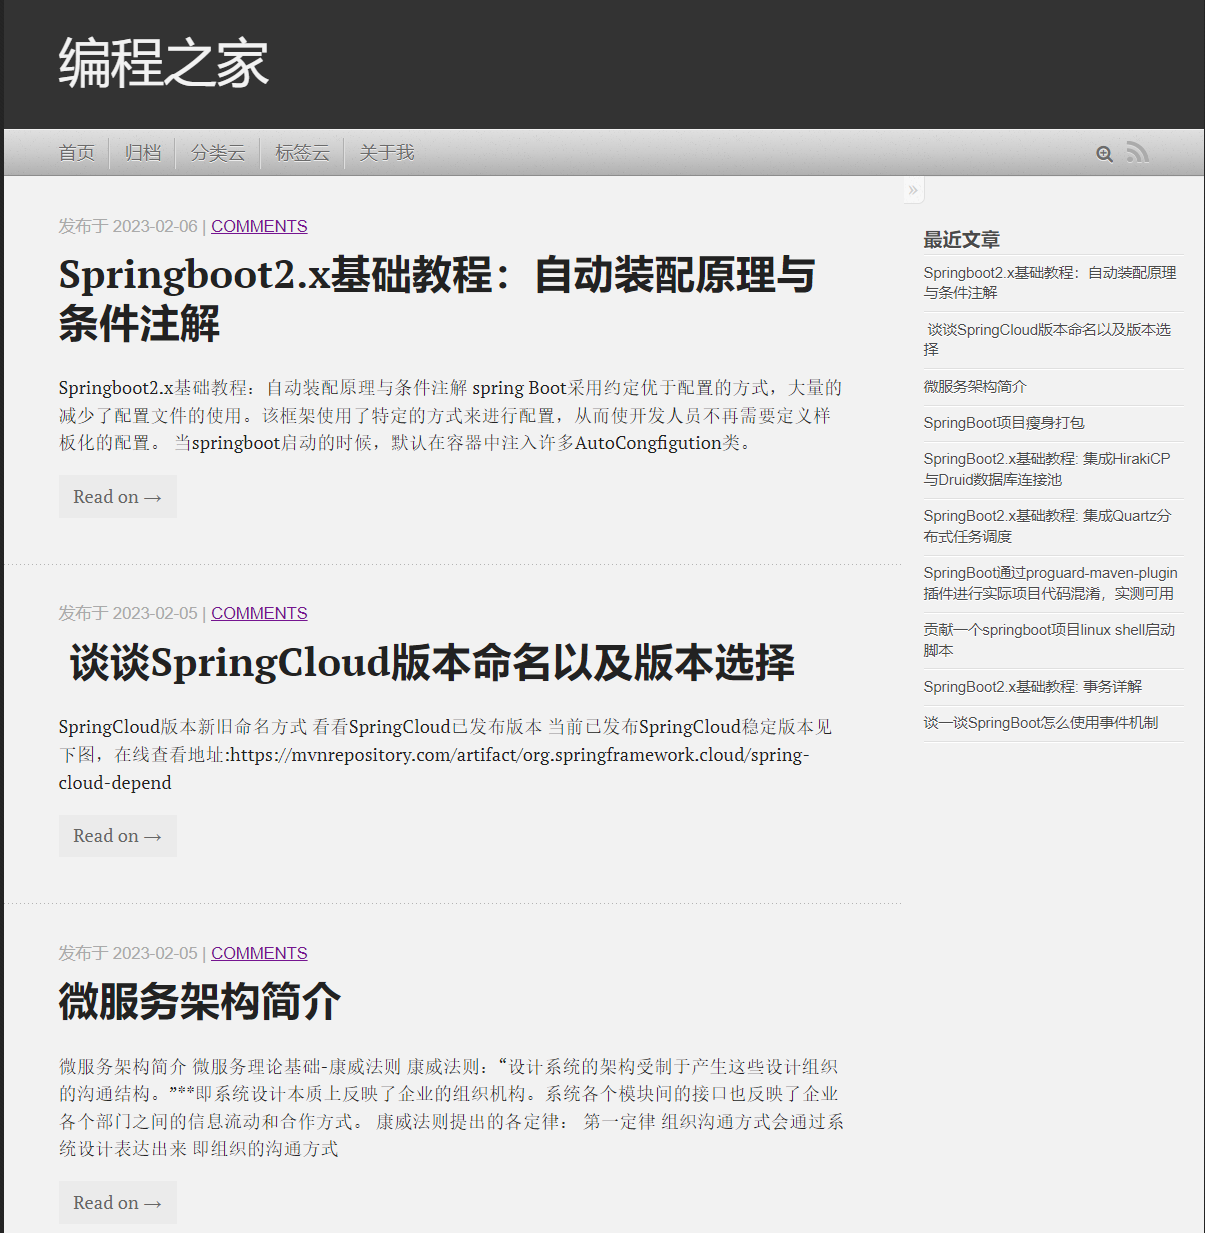 编程之家
首页 归档 分类云 标签云 关于我
»
发布于 2023-02-06 | COMMENTS
Springboot2.x基础教程：自动装配原理与
条件注解
Springboot2.x基础教程：自动装配原理与条件注解 spring Boot采用约定优于配置的方式，大量的
减少了配置文件的使用。该框架使用了特定的方式来进行配置，从而使开发人员不再需要定义样
板化的配置。 当springboot启动的时候，默认在容器中注入许多AutoCongfigution类。
Read on →
发布于 2023-02-05 | COMMENTS
谈谈SpringCloud版本命名以及版本选择
SpringCloud版本新旧命名方式 看看SpringCloud已发布版本 当前已发布SpringCloud稳定版本见
下图，在线查看地址:https://mvnrepository.com/artifact/org.springframework.cloud/spring-
cloud-depend
Read on →
发布于 2023-02-05 | COMMENTS
微服务架构简介
微服务架构简介 微服务理论基础-康威法则 康威法则：“设计系统的架构受制于产生这些设计组织
的沟通结构。”**即系统设计本质上反映了企业的组织机构。系统各个模块间的接口也反映了企业
各个部门之间的信息流动和合作方式。 康威法则提出的各定律： 第一定律 组织沟通方式会通过系
统设计表达出来 即组织的沟通方式
Read on →
最近文章
Springboot2.x基础教程：自动装配原理
与条件注解
谈谈SpringCloud版本命名以及版本选
择
微服务架构简介
SpringBoot项目瘦身打包
SpringBoot2.x基础教程: 集成HirakiCP
与Druid数据库连接池
SpringBoot2.x基础教程: 集成Quartz分
布式任务调度
SpringBoot通过proguard-maven-plugin
插件进行实际项目代码混淆，实测可用
贡献一个springboot项目linux shell启动
脚本
SpringBoot2.x基础教程: 事务详解
谈一谈SpringBoot怎么使用事件机制